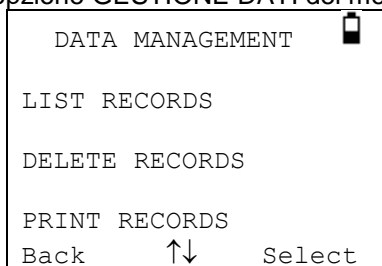 opzione GESTIONE DATI del me
DATA MANAGEMENT
LIST RECORDS
DELETE RECORDS
PRINT RECORDS
Back ↑↓ Select